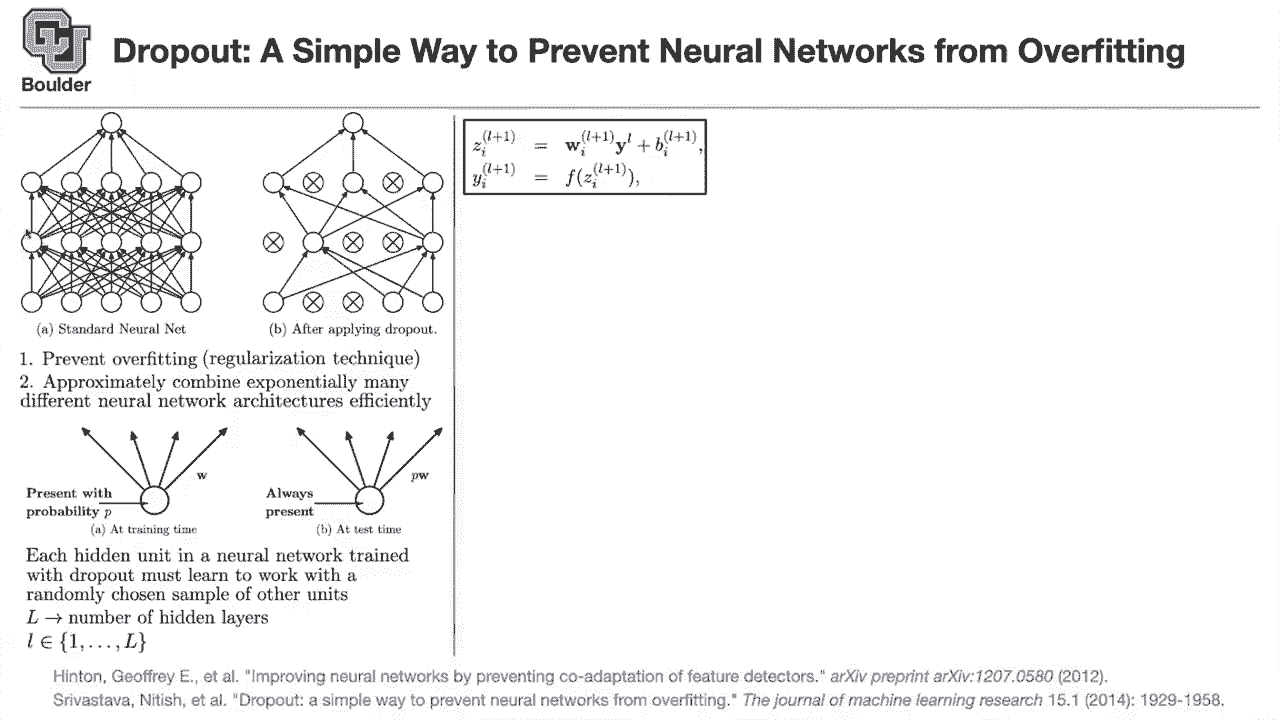 Boulder
Dropout: A Simple Way to Prevent Neural Networks from Overfitting
(a) Standard Neural Net
(b) After applying dropout.
1. Prevent overfitting (regularization technique)
2. Approximately combine exponentially many
different neural network architectures efficiently
w
Present with
probability p
(a) At training time
pw
Always
present
(b) At test time
Each hidden unit in a neural network trained
with dropout must learn to work with a
randomly chosen sample of other units
L → number of hidden layers
l ∈ {1, . . . , L}
z_i^{(l+1)} = w_i^{(l+1)} y^l + b_i^{(l+1)},
y_i^{(l+1)} = f(z_i^{(l+1)}),
Hinton, Geoffrey E., et al. "Improving neural networks by preventing co-adaptation of feature detectors." arXiv preprint arXiv:1207.0580 (2012).
Srivastava, Nitish, et al. "Dropout: a simple way to prevent neural networks from overfitting." The journal of machine learning research 15.1 (2014): 1929-1958.